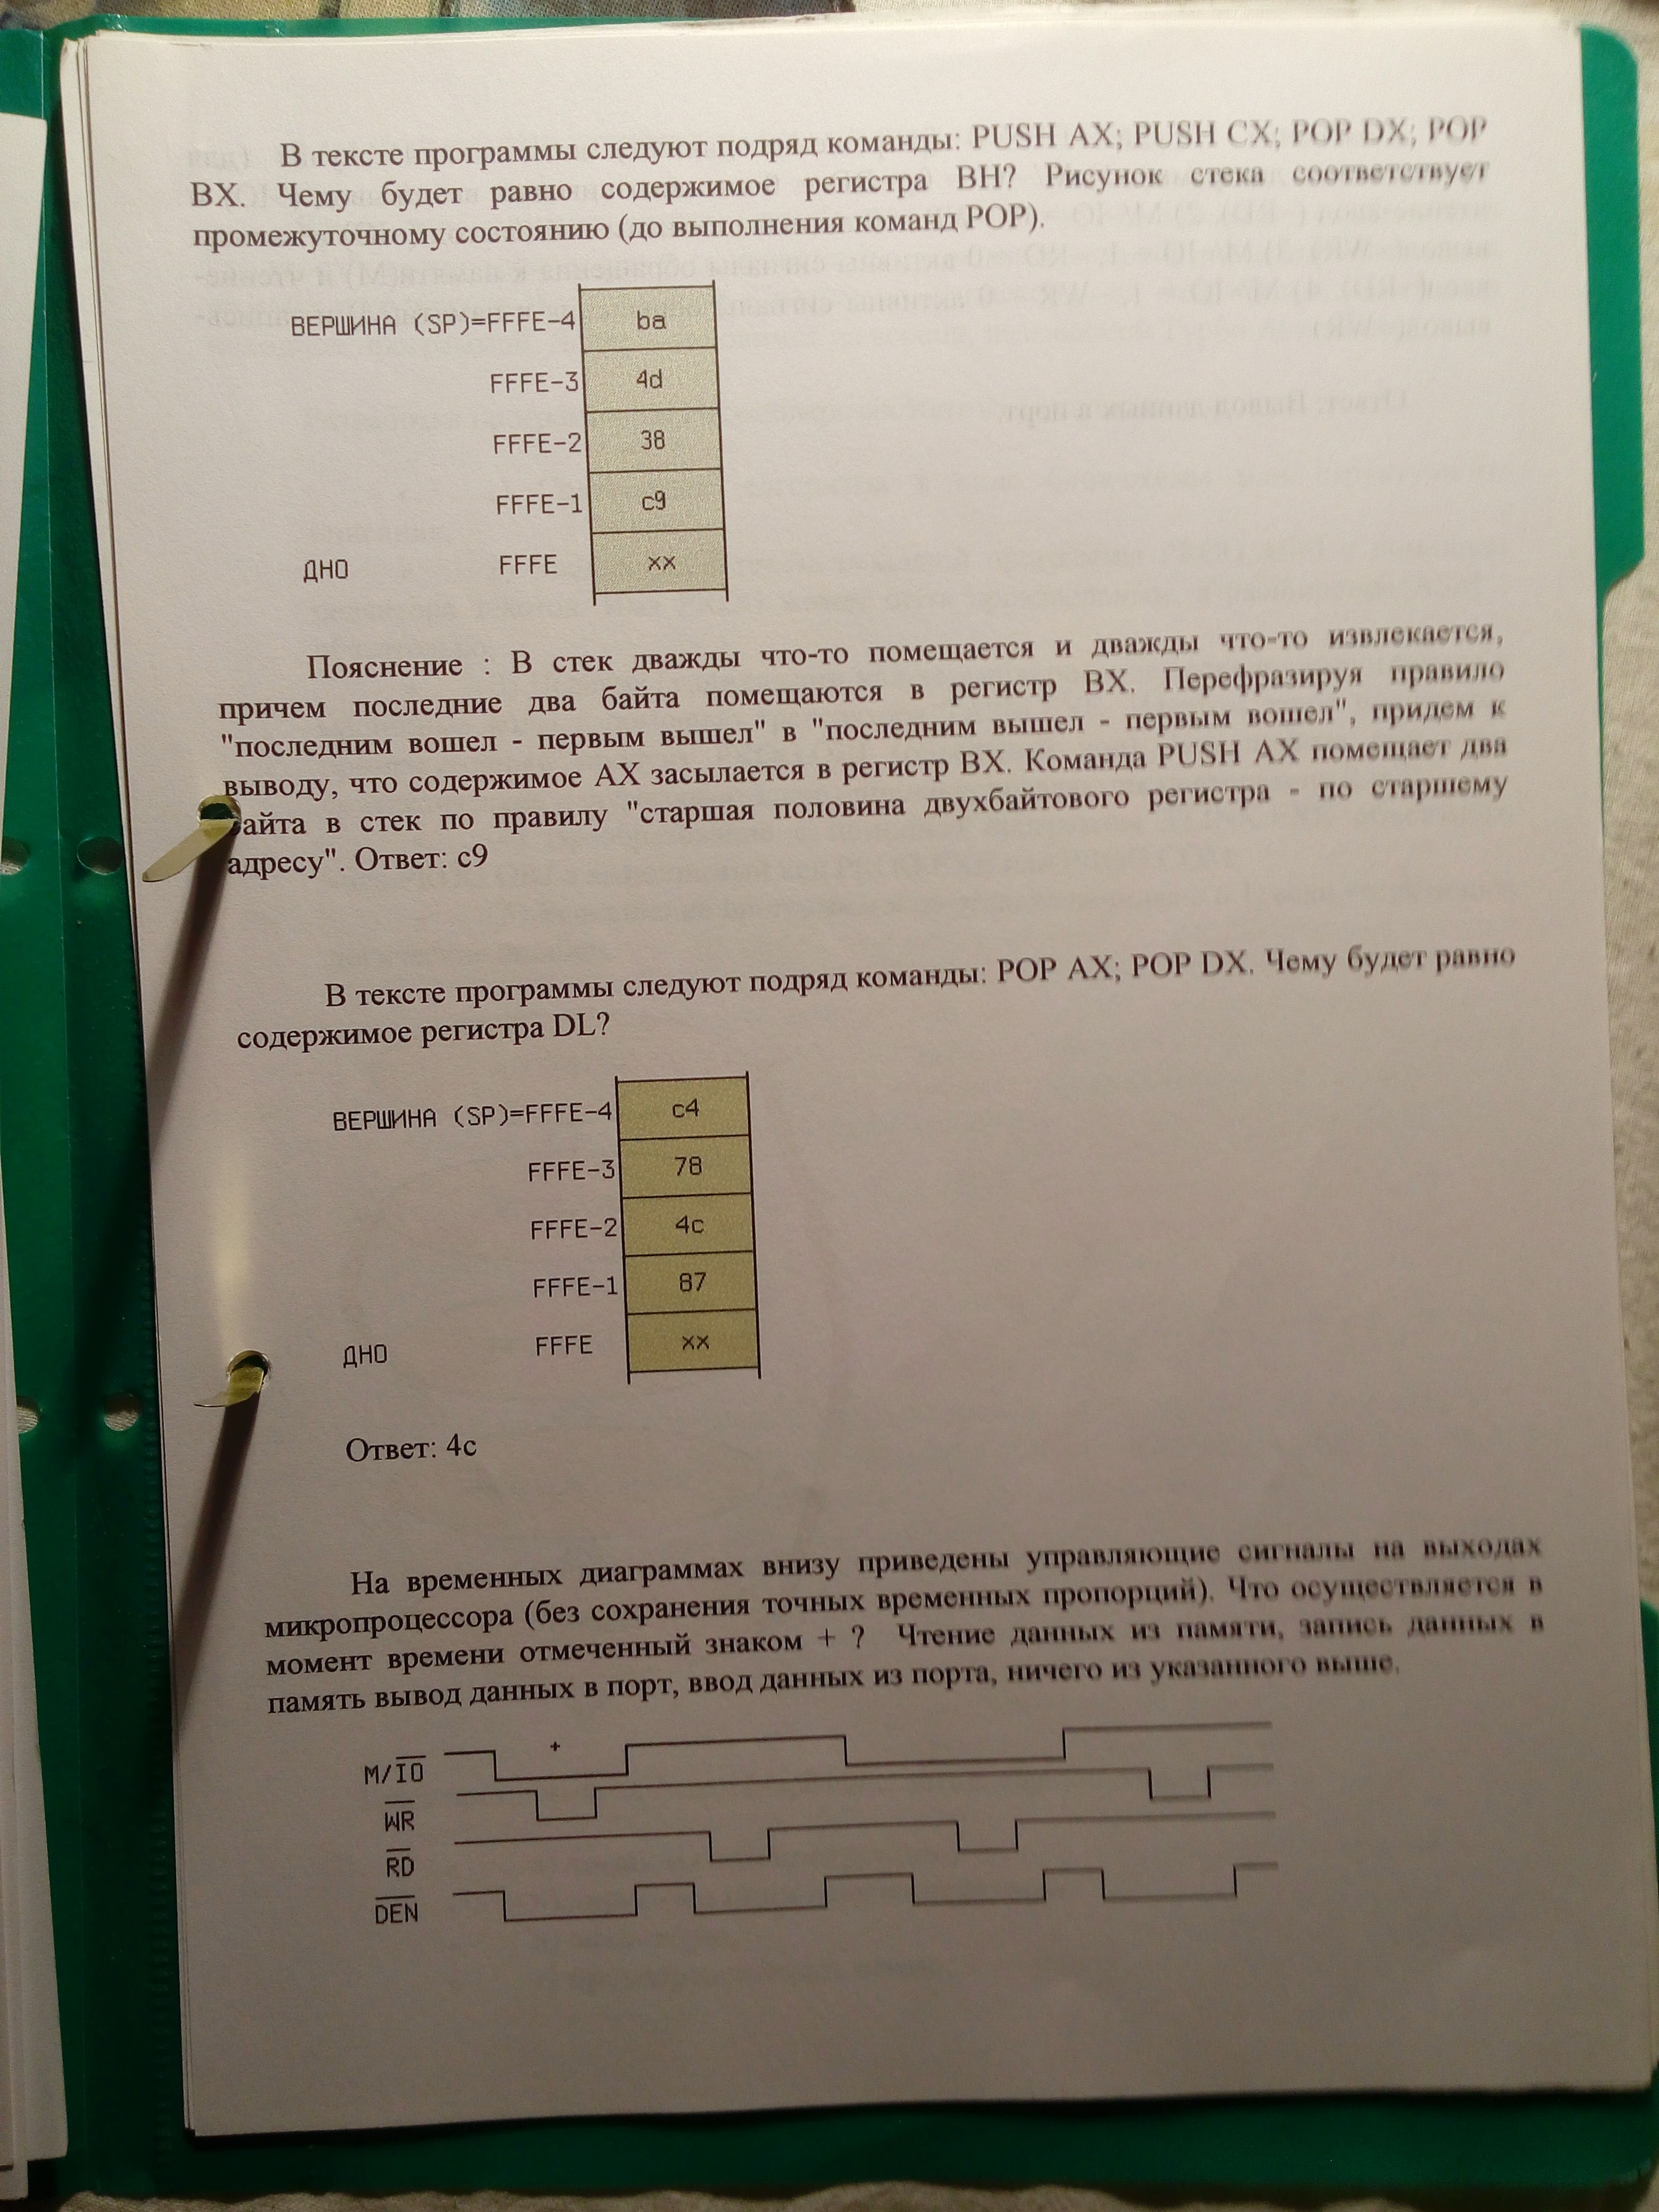 В тексте программы следуют подряд команды: PUSH AX; PUSH CX; POP DX; POP
BX. Чему будет равно содержимое регистра BH? Рисунок стека соответствует
промежуточному состоянию (до выполнения команд POP).
ВЕРШИНА (SP)=FFFE-4 ba
FFFE-3 4d
FFFE-2 38
FFFE-1 c9
ДНО FFFE xx
Пояснение : В стек дважды что-то помещается и дважды что-то извлекается,
причем последние два байта помещаются в регистр BX. Перефразируя правило
"последним вошел - первым вышел" в "последним вышел - первым вошел", придем к
выводу, что содержимое AX засылается в регистр BX. Команда PUSH AX помещает два
байта в стек по правилу "старшая половина двухбайтового регистра - по старшему
адресу". Ответ: c9
В тексте программы следуют подряд команды: POP AX; POP DX. Чему будет равно
содержимое регистра DL?
ВЕРШИНА (SP)=FFFE-4 c4
FFFE-3 78
FFFE-2 4c
FFFE-1 87
ДНО FFFE xx
Ответ: 4c
На временных диаграммах внизу приведены управляющие сигналы на выходах
микропроцессора (без сохранения точных временных пропорций). Что осуществляется в
момент времени отмеченный знаком + ? Чтение данных из памяти, запись данных в
память вывод данных в порт, ввод данных из порта, ничего из указанного выше.
+
M/IO
WR
RD
DEN